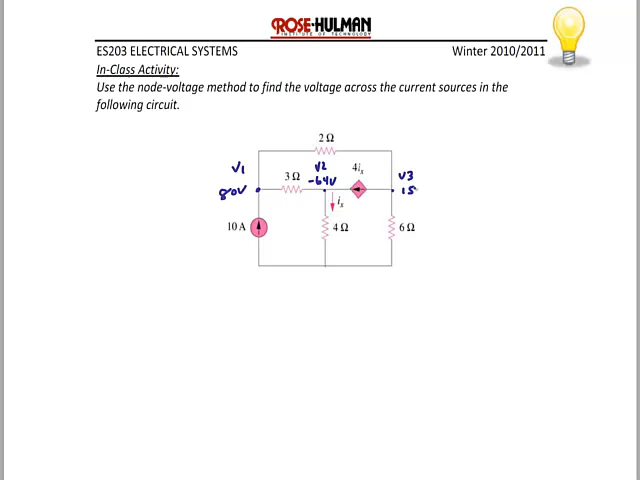 ROSE-HULMAN
INSTITUTE OF TECHNOLOGY
ES203 ELECTRICAL SYSTEMS Winter 2010/2011
In-Class Activity:
Use the node-voltage method to find the voltage across the current sources in the
following circuit.
2 Ω
V1 3 Ω V2 4ix V3
80V -64V 15
ix
10 A 4 Ω 6 Ω